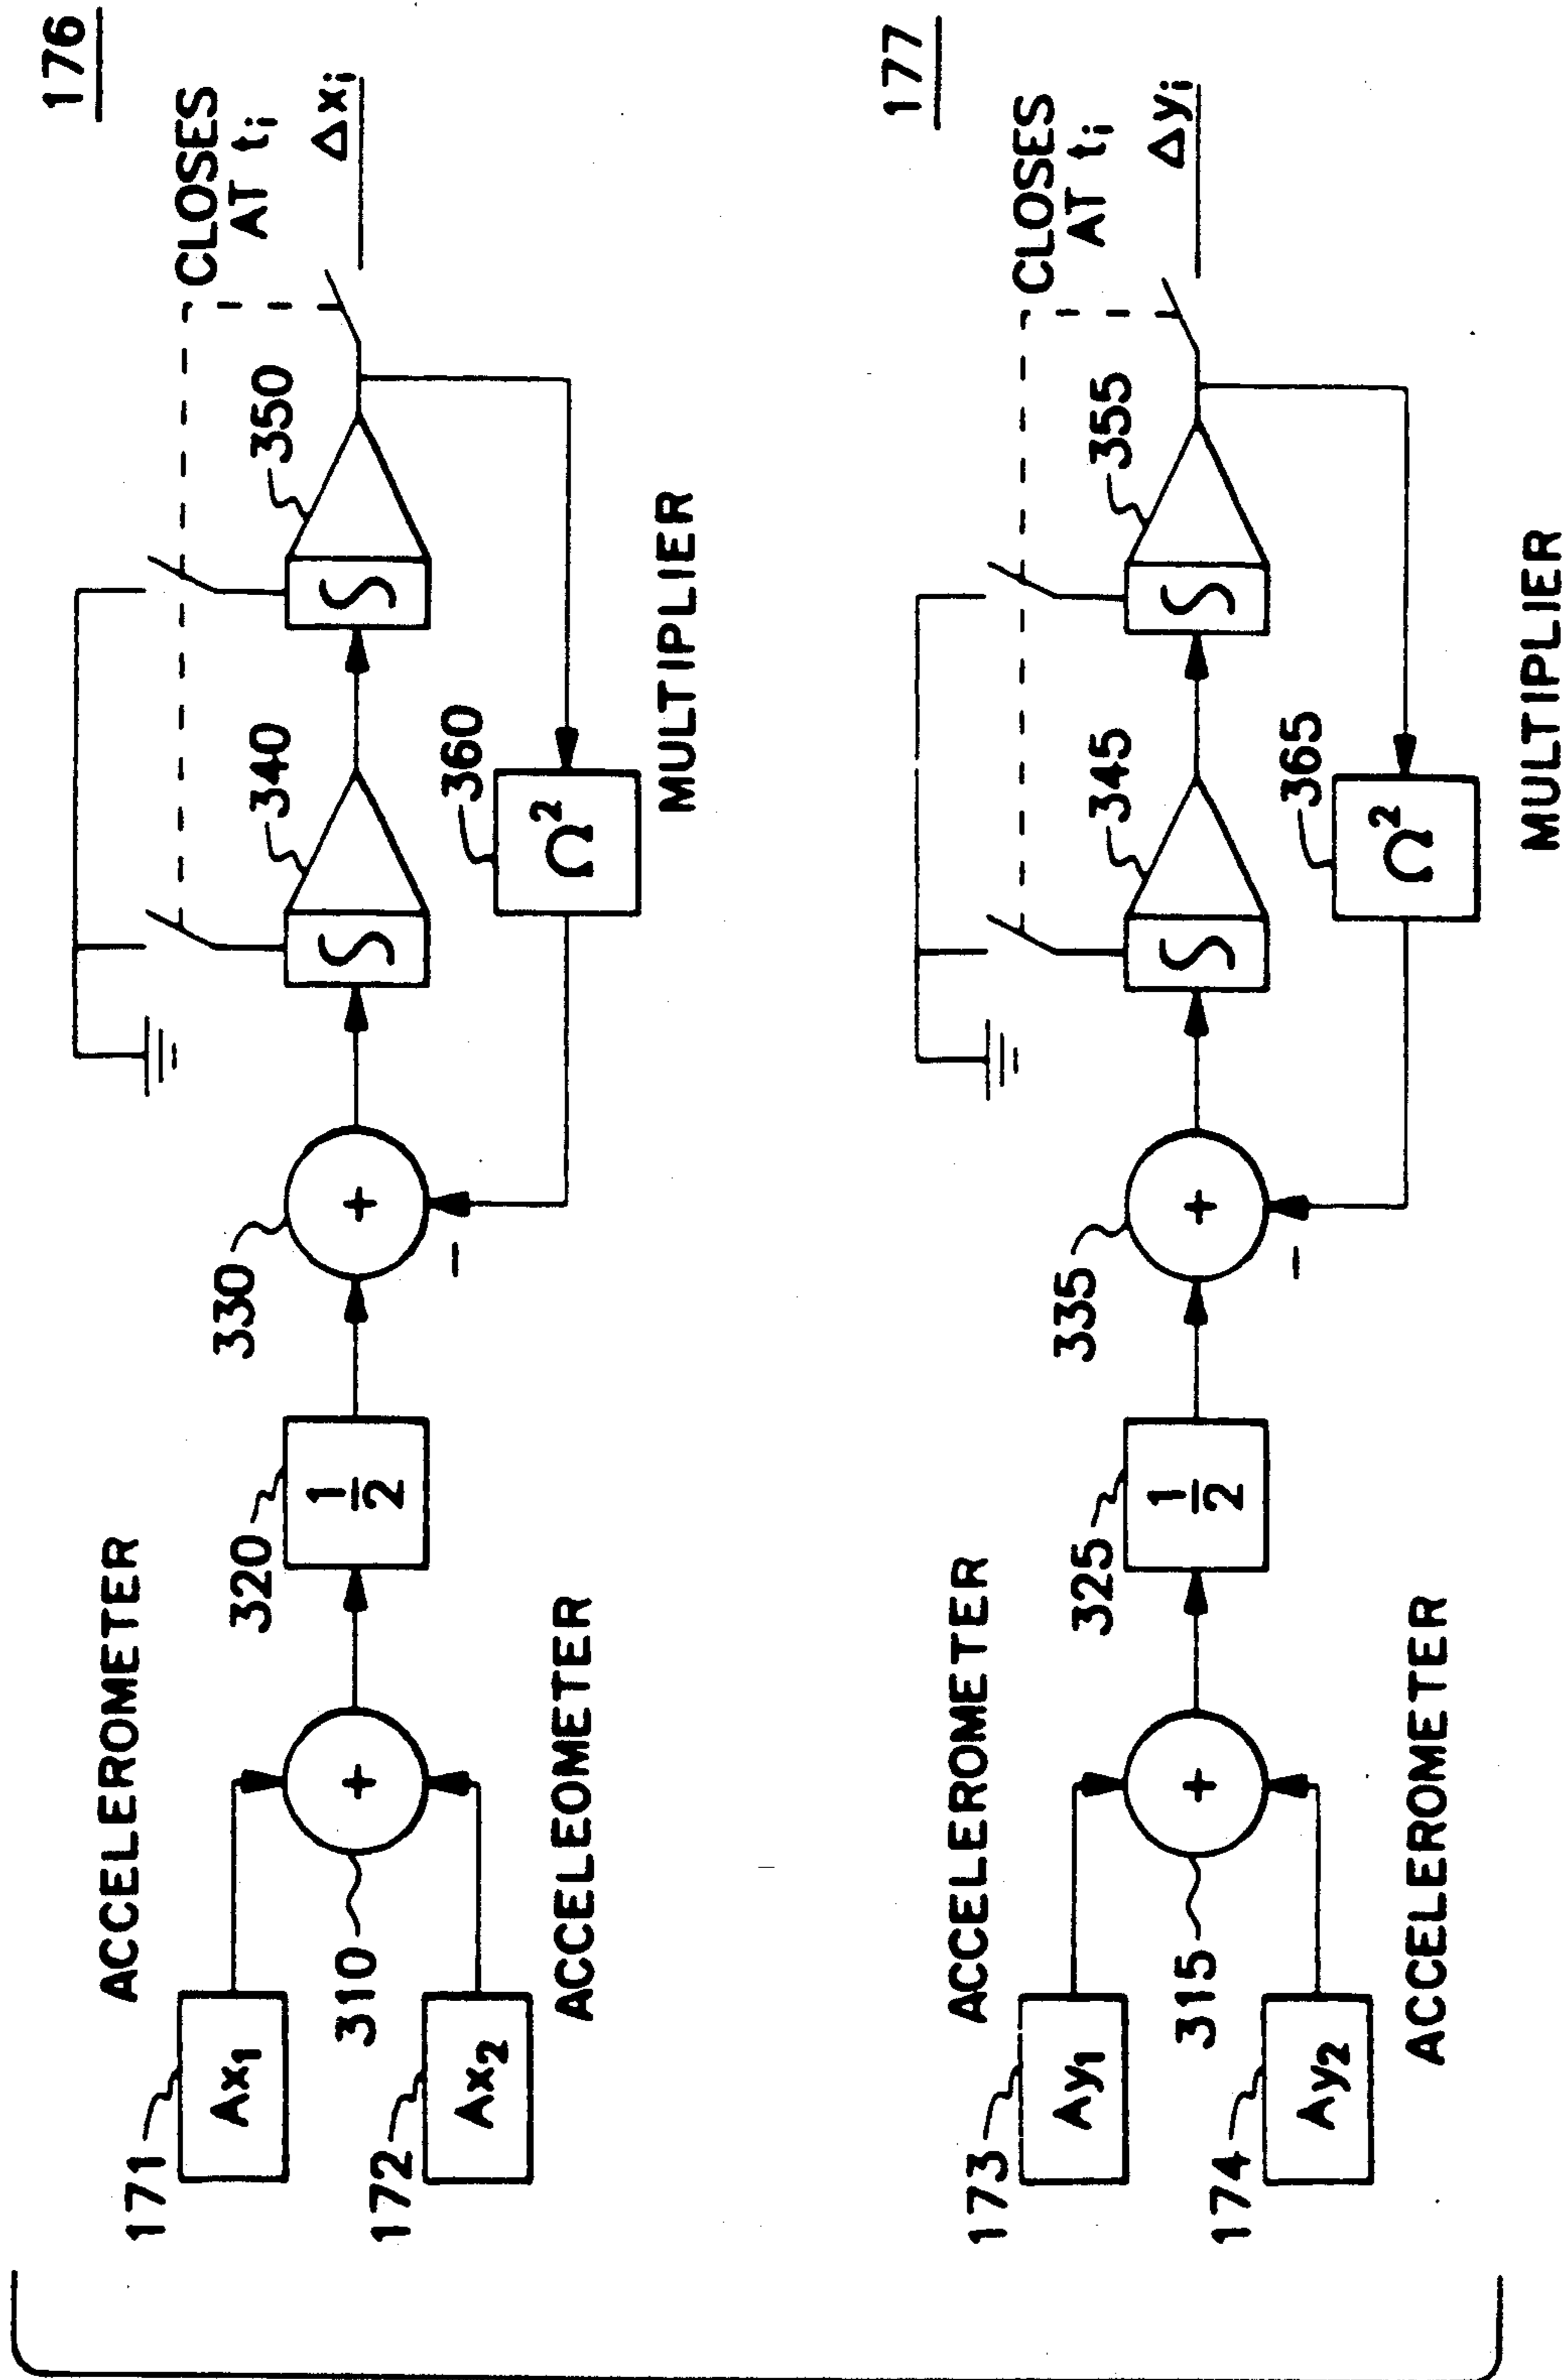 176
ACCELEROMETER
CLOSES
AT ti
171
Ax1
320
1/2
330
340
∫
350
∫
Δxi
310
+
+
172
Ax2
−
360
Ω2
ACCELEOMETER
MULTIPLIER
177
ACCELEROMETER
CLOSES
AT ti
173
Ay1
325
1/2
335
345
∫
355
∫
Δyi
315
+
+
174
Ay2
−
365
Ω2
ACCELEROMETER
MULTIPLIER